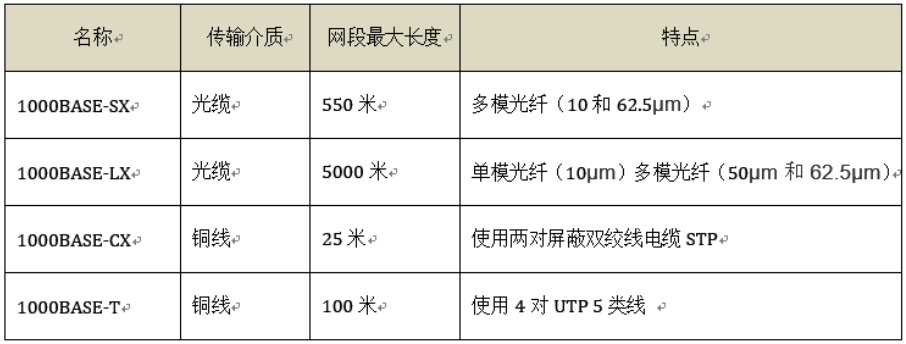 名称 传输介质 网段最大长度 特点
1000BASE-SX 光缆 550 米 多模光纤（10 和 62.5μm）
1000BASE-LX 光缆 5000 米 单模光纤（10μm）多模光纤（50μm 和 62.5μm）
1000BASE-CX 铜线 25 米 使用两对屏蔽双绞线电缆 STP
1000BASE-T 铜线 100 米 使用 4 对 UTP 5 类线